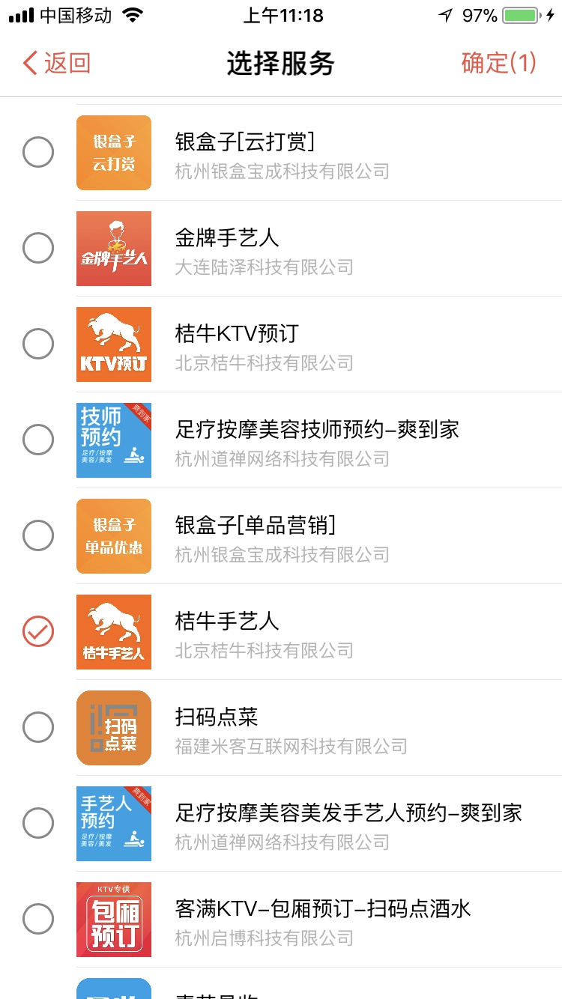 中国移动 上午11:18 97%
返回 选择服务 确定(1)
银盒子
云打赏
银盒子[云打赏]
杭州银盒宝成科技有限公司
金牌手艺人
金牌手艺人
大连陆泽科技有限公司
KTV预订
桔牛KTV预订
北京桔牛科技有限公司
技师
预约
爽到家
足疗/按摩
美容/美发
足疗按摩美容技师预约-爽到家
杭州道禅网络科技有限公司
银盒子
单品优惠
银盒子[单品营销]
杭州银盒宝成科技有限公司
桔牛手艺人
桔牛手艺人
北京桔牛科技有限公司
扫码
点菜
扫码点菜
福建米客互联网科技有限公司
手艺人
预约
爽到家
足疗/按摩
美容/美发
足疗按摩美容美发手艺人预约-爽到家
杭州道禅网络科技有限公司
KTV专供
包厢
预订
客满KTV-包厢预订-扫码点酒水
杭州启博科技有限公司